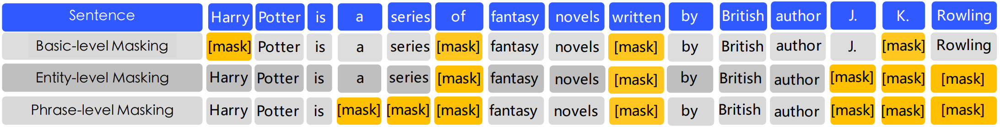 Sentence Harry Potter is a series of fantasy novels written by British author J. K. Rowling
Basic-level Masking [mask] Potter is a series [mask] fantasy novels [mask] by British author J. [mask] Rowling
Entity-level Masking Harry Potter is a series [mask] fantasy novels [mask] by British author [mask] [mask] [mask]
Phrase-level Masking Harry Potter is [mask] [mask] [mask] fantasy novels [mask] by British author [mask] [mask] [mask]